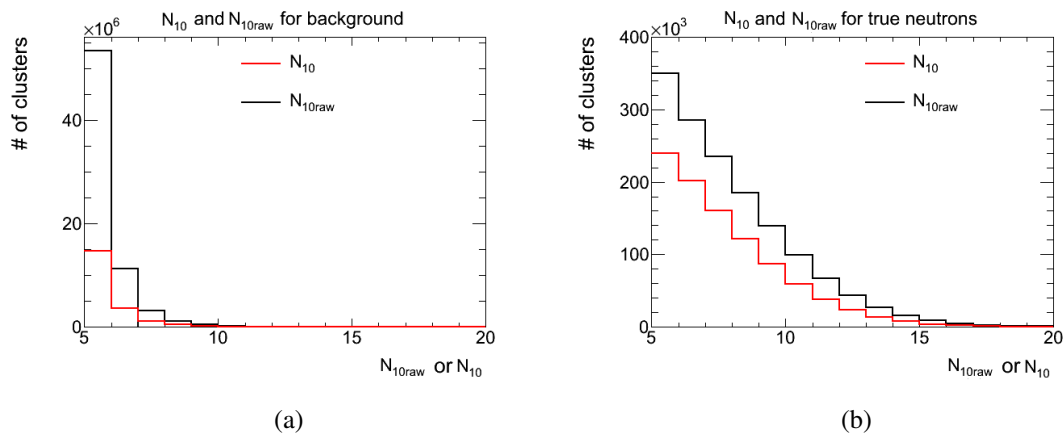 N10 and N10raw for background
×10^6
# of clusters
40
20
0
5 10 15 20
N10raw or N10
N10
N10raw
(a)
N10 and N10raw for true neutrons
×10^3
# of clusters
400
300
200
100
0
5 10 15 20
N10raw or N10
N10
N10raw
(b)